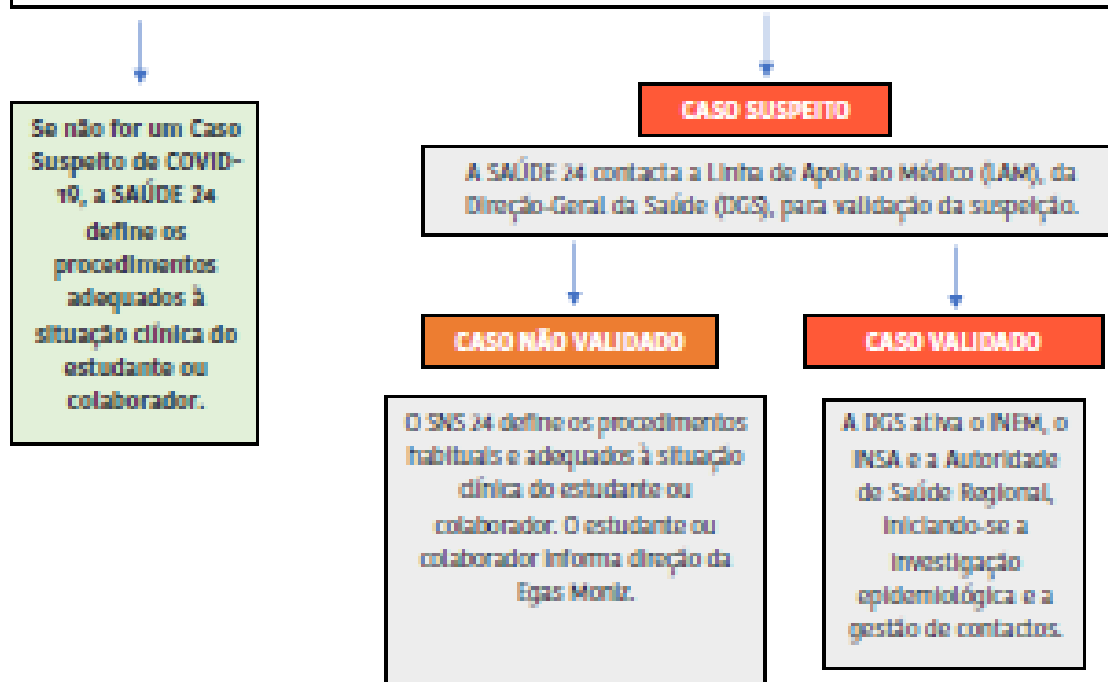 Se não for um Caso
Suspeito de COVID-
19, a SAÚDE 24
define os
procedimentos
adequados à
situação clínica do
estudante ou
colaborador.
CASO SUSPEITO
A SAÚDE 24 contacta a Linha de Apoio ao Médico (LAM), da
Direção-Geral da Saúde (DGS), para validação da suspeição.
CASO NÃO VALIDADO
O SNS 24 define os procedimentos
habituais e adequados à situação
clínica do estudante ou
colaborador. O estudante ou
colaborador informa direção da
Egas Moniz.
CASO VALIDADO
A DGS ativa o INEM, o
INSA e a Autoridade
de Saúde Regional,
iniciando-se a
investigação
epidemiológica e a
gestão de contactos.